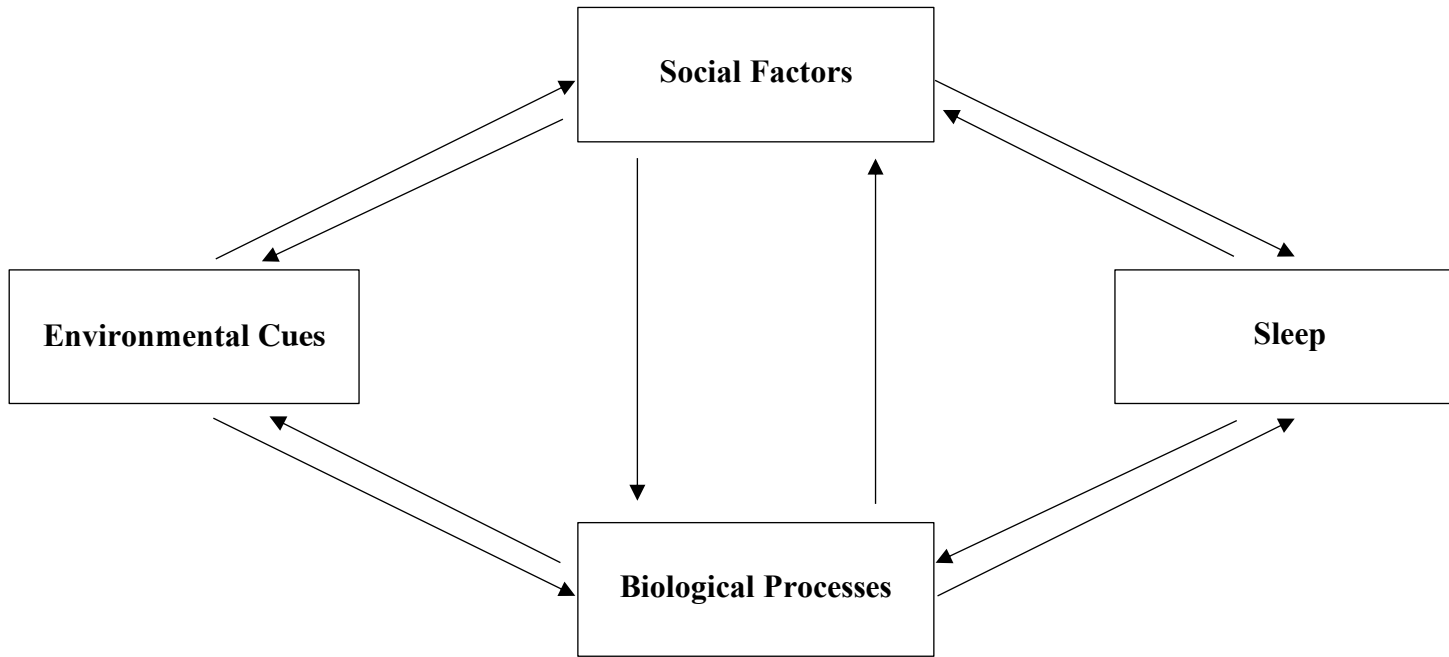 Social Factors
Environmental Cues
Sleep
Biological Processes